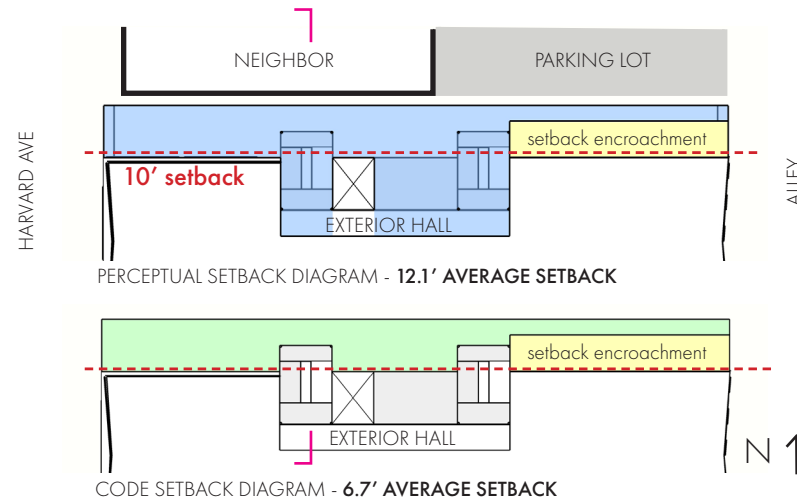 NEIGHBOR
PARKING LOT
HARVARD AVE
setback encroachment
10’ setback
ALLEY
EXTERIOR HALL
PERCEPTUAL SETBACK DIAGRAM - 12.1’ AVERAGE SETBACK
setback encroachment
EXTERIOR HALL
N
CODE SETBACK DIAGRAM - 6.7’ AVERAGE SETBACK